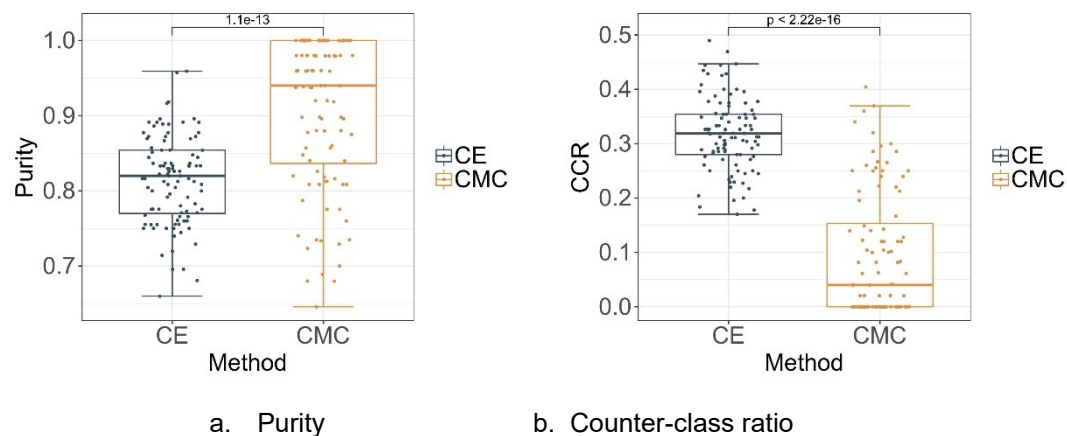 1.1e-13
1.0
0.9
0.8
0.7
Purity
CE
CMC
Method
CE
CMC
p < 2.22e-16
0.5
0.4
0.3
0.2
0.1
0.0
CCR
CE
CMC
Method
CE
CMC
a. Purity
b. Counter-class ratio